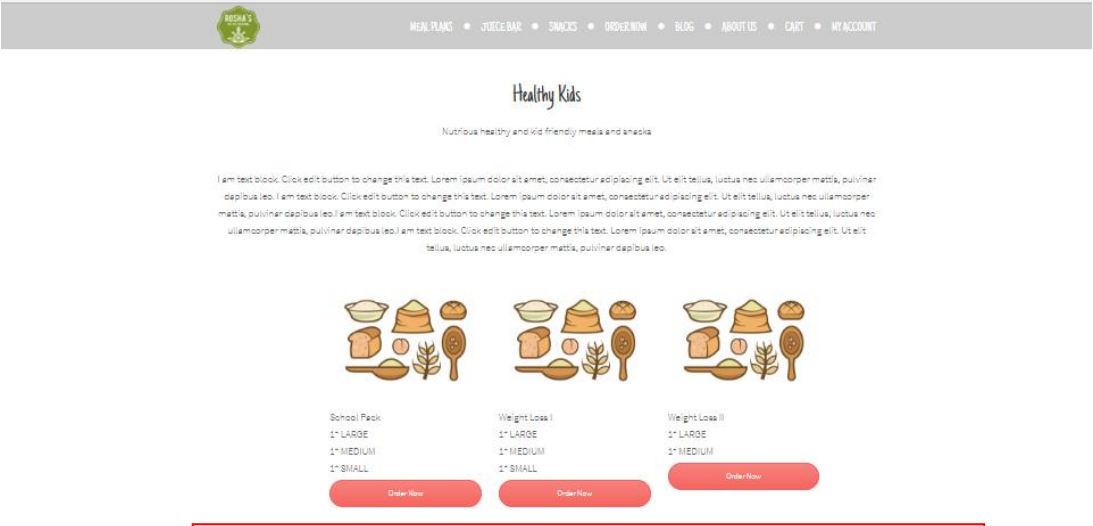 ROSHA'S
MEAL PLANS • JUICE BAR • SNACKS • ORDER NOW • BLOG • ABOUT US • CART • MY ACCOUNT
Healthy Kids
Nutrious healthy and kid friendly meals and snacks
I am text block. Click edit button to change this text. Lorem ipsum dolor sit amet, consectetur adipiscing elit. Ut elit tellus, luctus nec ullamcorper mattis, pulvinar
dapibus leo. I am text block. Click edit button to change this text. Lorem ipsum dolor sit amet, consectetur adipiscing elit. Ut elit tellus, luctus nec ullamcorper
mattis, pulvinar dapibus leo.I am text block. Click edit button to change this text. Lorem ipsum dolor sit amet, consectetur adipiscing elit. Ut elit tellus, luctus nec
ullamcorper mattis, pulvinar dapibus leo.I am text block. Click edit button to change this text. Lorem ipsum dolor sit amet, consectetur adipiscing elit. Ut elit
tellus, luctus nec ullamcorper mattis, pulvinar dapibus leo.
School Pack
1* LARGE
1* MEDIUM
1* SMALL
Order Now
Weight Loss I
1* LARGE
1* MEDIUM
1* SMALL
Order Now
Weight Loss II
1* LARGE
1* MEDIUM
Order Now